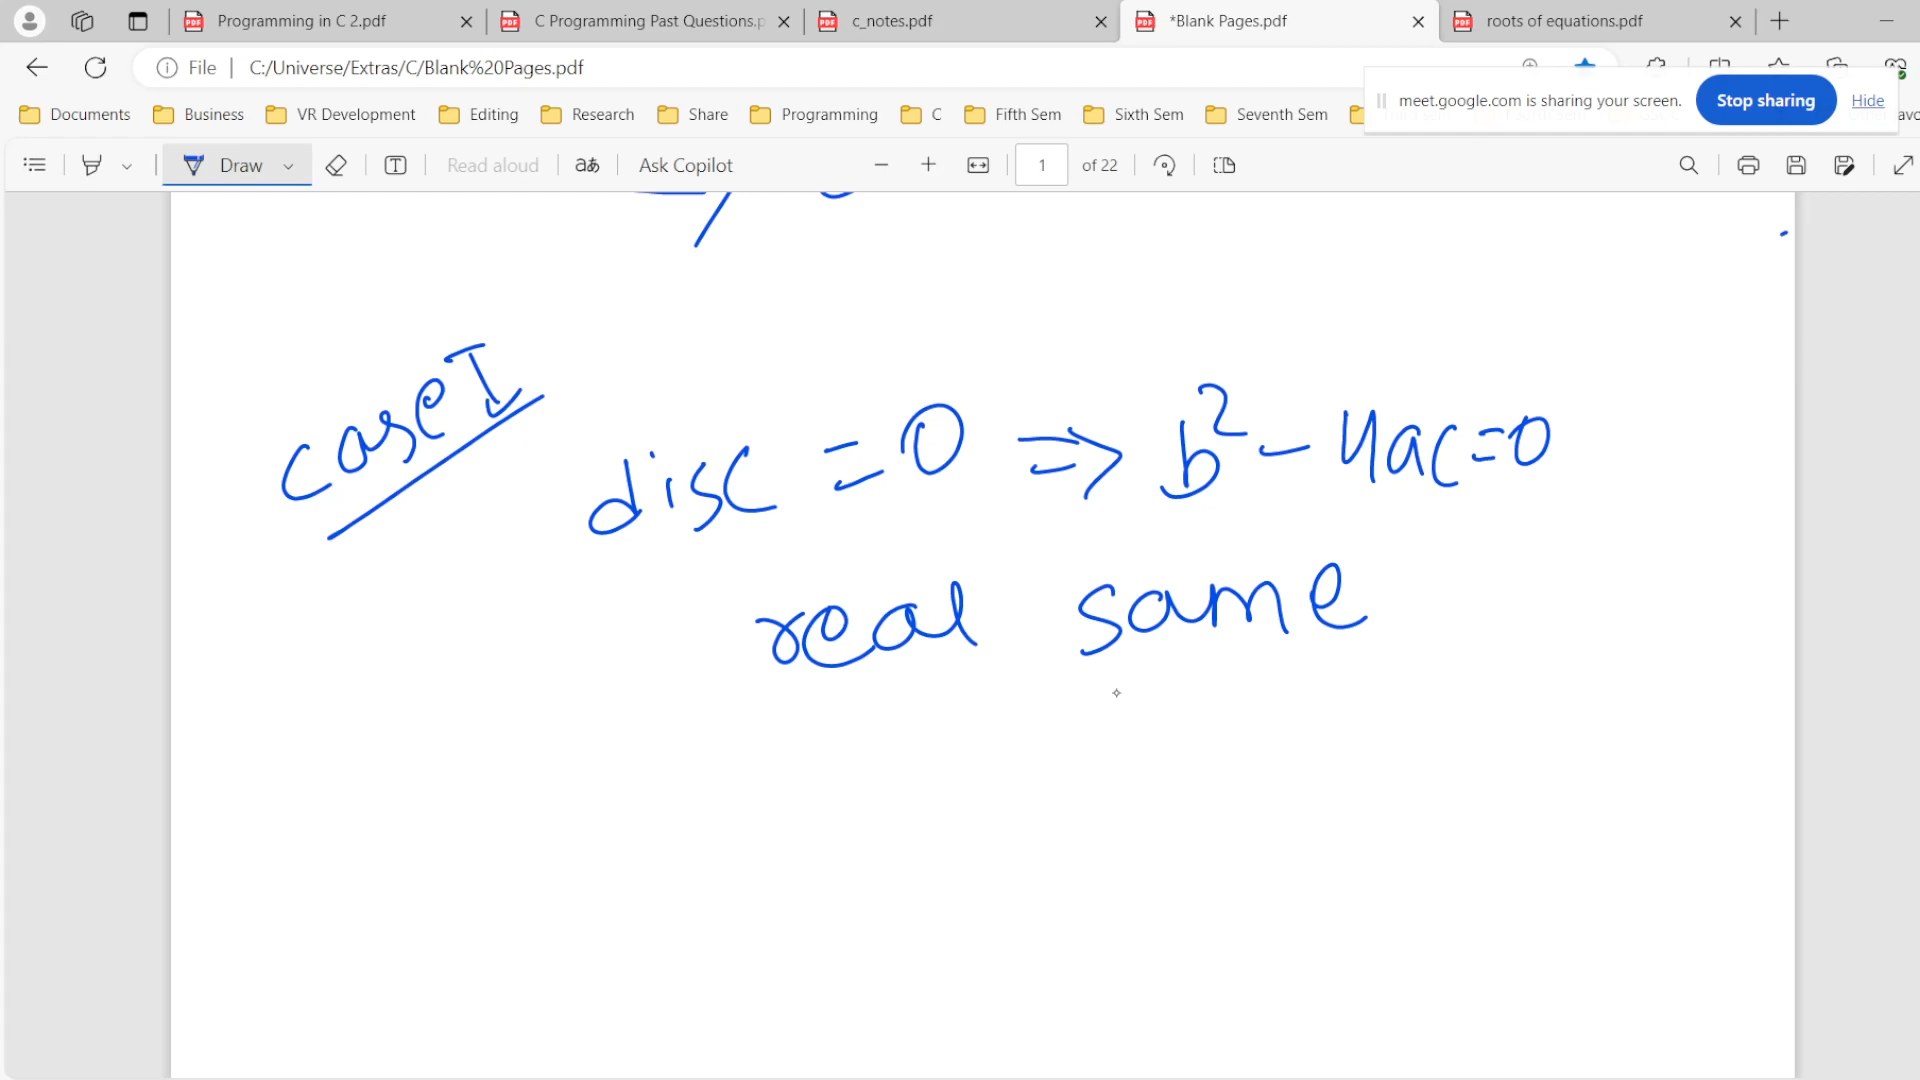 Programming in C 2.pdf
C Programming Past Questions.p
c_notes.pdf
*Blank Pages.pdf
roots of equations.pdf
File
C:/Universe/Extras/C/Blank%20Pages.pdf
meet.google.com is sharing your screen.
Stop sharing
Hide
Documents
Business
VR Development
Editing
Research
Share
Programming
C
Fifth Sem
Sixth Sem
Seventh Sem
Draw
Read aloud
aあ
Ask Copilot
1
of 22
case I
disc = 0 ⇒ b² - 4ac = 0
real same